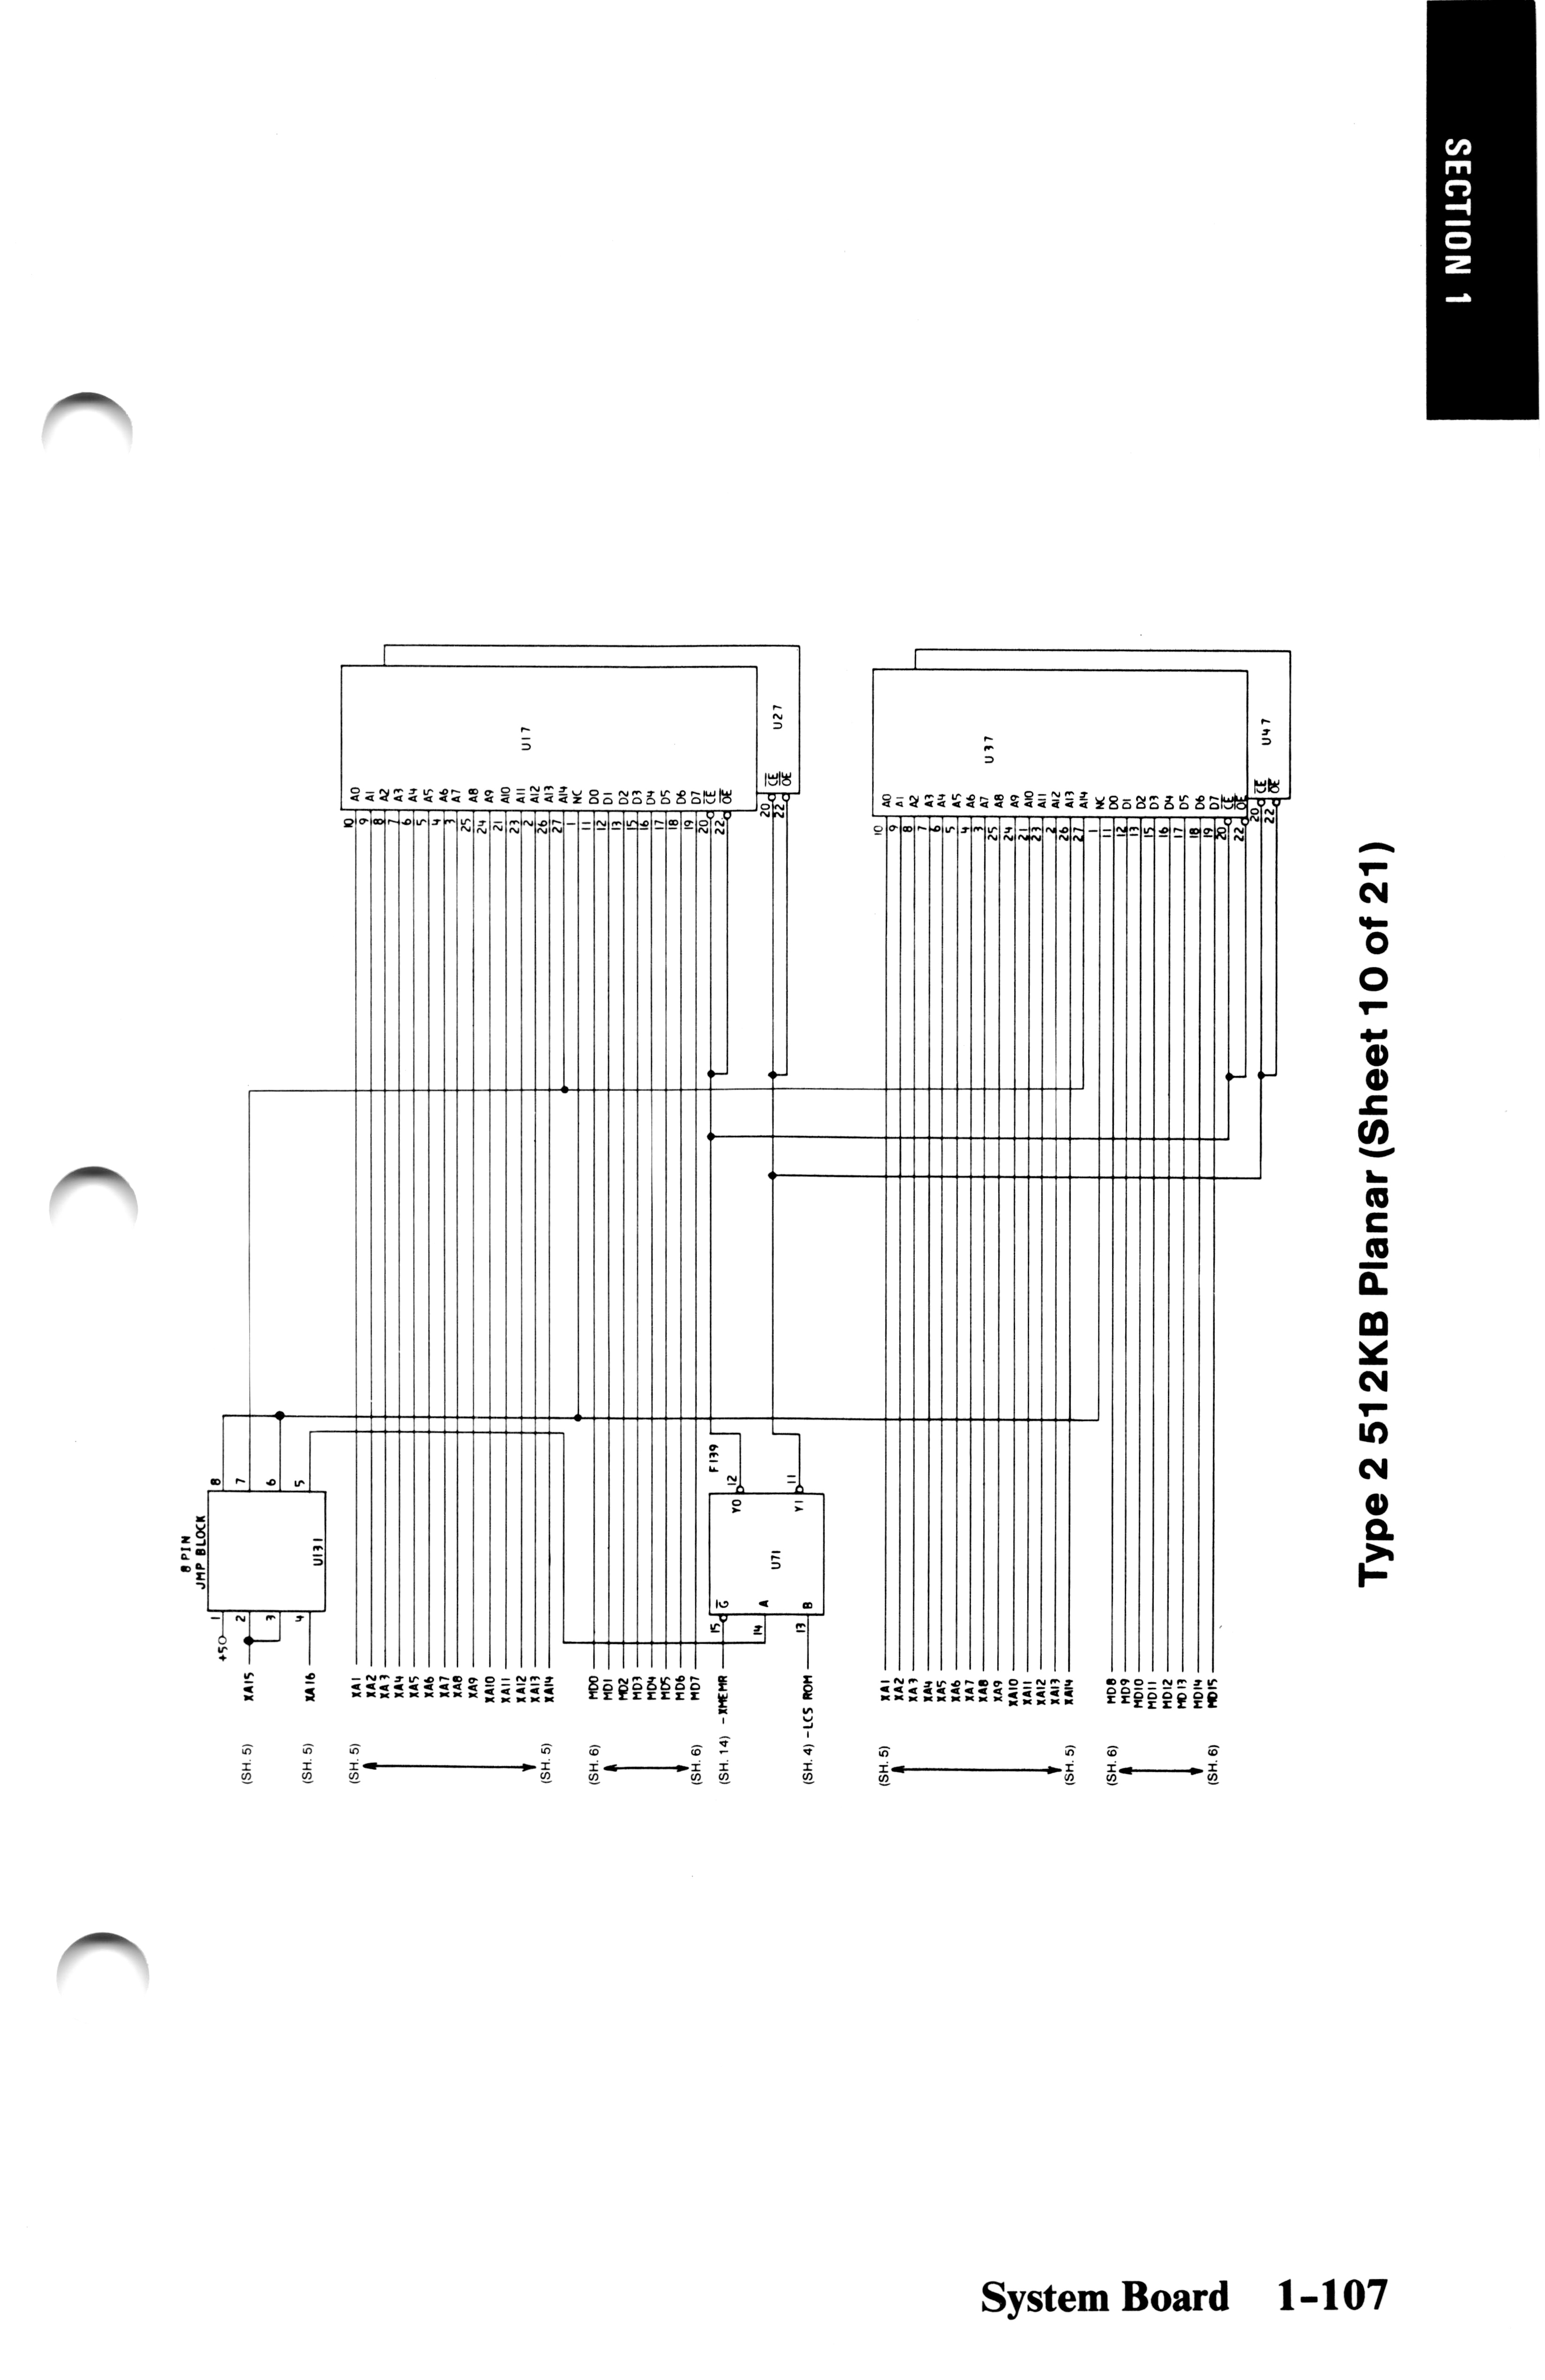 SECTION 1
8 PIN
JMP BLOCK
U131
+5O
1
2
3
4
8
7
6
5
(SH. 5) XA15
(SH. 5) XA16
(SH. 5) XA1
XA2
XA3
XA4
XA5
XA6
XA7
XA8
XA9
XA10
XA11
XA12
XA13
(SH. 5) XA14
(SH. 6) MD0
MD1
MD2
MD3
MD4
MD5
MD6
(SH. 6) MD7
(SH. 14) -XMEMR
(SH. 4) -LCS ROM
15 G
14 A
13 B
U71
F139
Y0 12
Y1 11
10 A0
9 A1
8 A2
7 A3
6 A4
5 A5
4 A6
3 A7
25 A8
24 A9
21 A10
23 A11
2 A12
26 A13
27 A14
1 NC
11 D0
12 D1
13 D2
15 D3
16 D4
17 D5
18 D6
19 D7
20 CE
22 OE
U17
20 CE
22 OE
U27
(SH. 5) XA1
XA2
XA3
XA4
XA5
XA6
XA7
XA8
XA9
XA10
XA11
XA12
XA13
(SH. 5) XA14
(SH. 6) MD8
MD9
MD10
MD11
MD12
MD13
MD14
(SH. 6) MD15
10 A0
9 A1
8 A2
7 A3
6 A4
5 A5
4 A6
3 A7
25 A8
24 A9
21 A10
23 A11
2 A12
26 A13
27 A14
1 NC
11 D0
12 D1
13 D2
15 D3
16 D4
17 D5
18 D6
19 D7
20 CE
22 OE
U37
20 CE
22 OE
U47
Type 2 512KB Planar (Sheet 10 of 21)
System Board 1-107